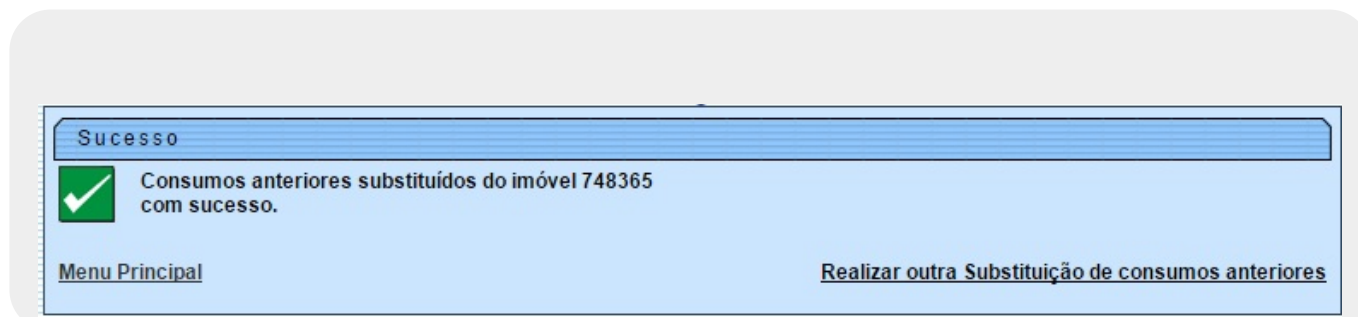 Sucesso
Consumos anteriores substituídos do imóvel 748365
com sucesso.
Menu Principal
Realizar outra Substituição de consumos anteriores